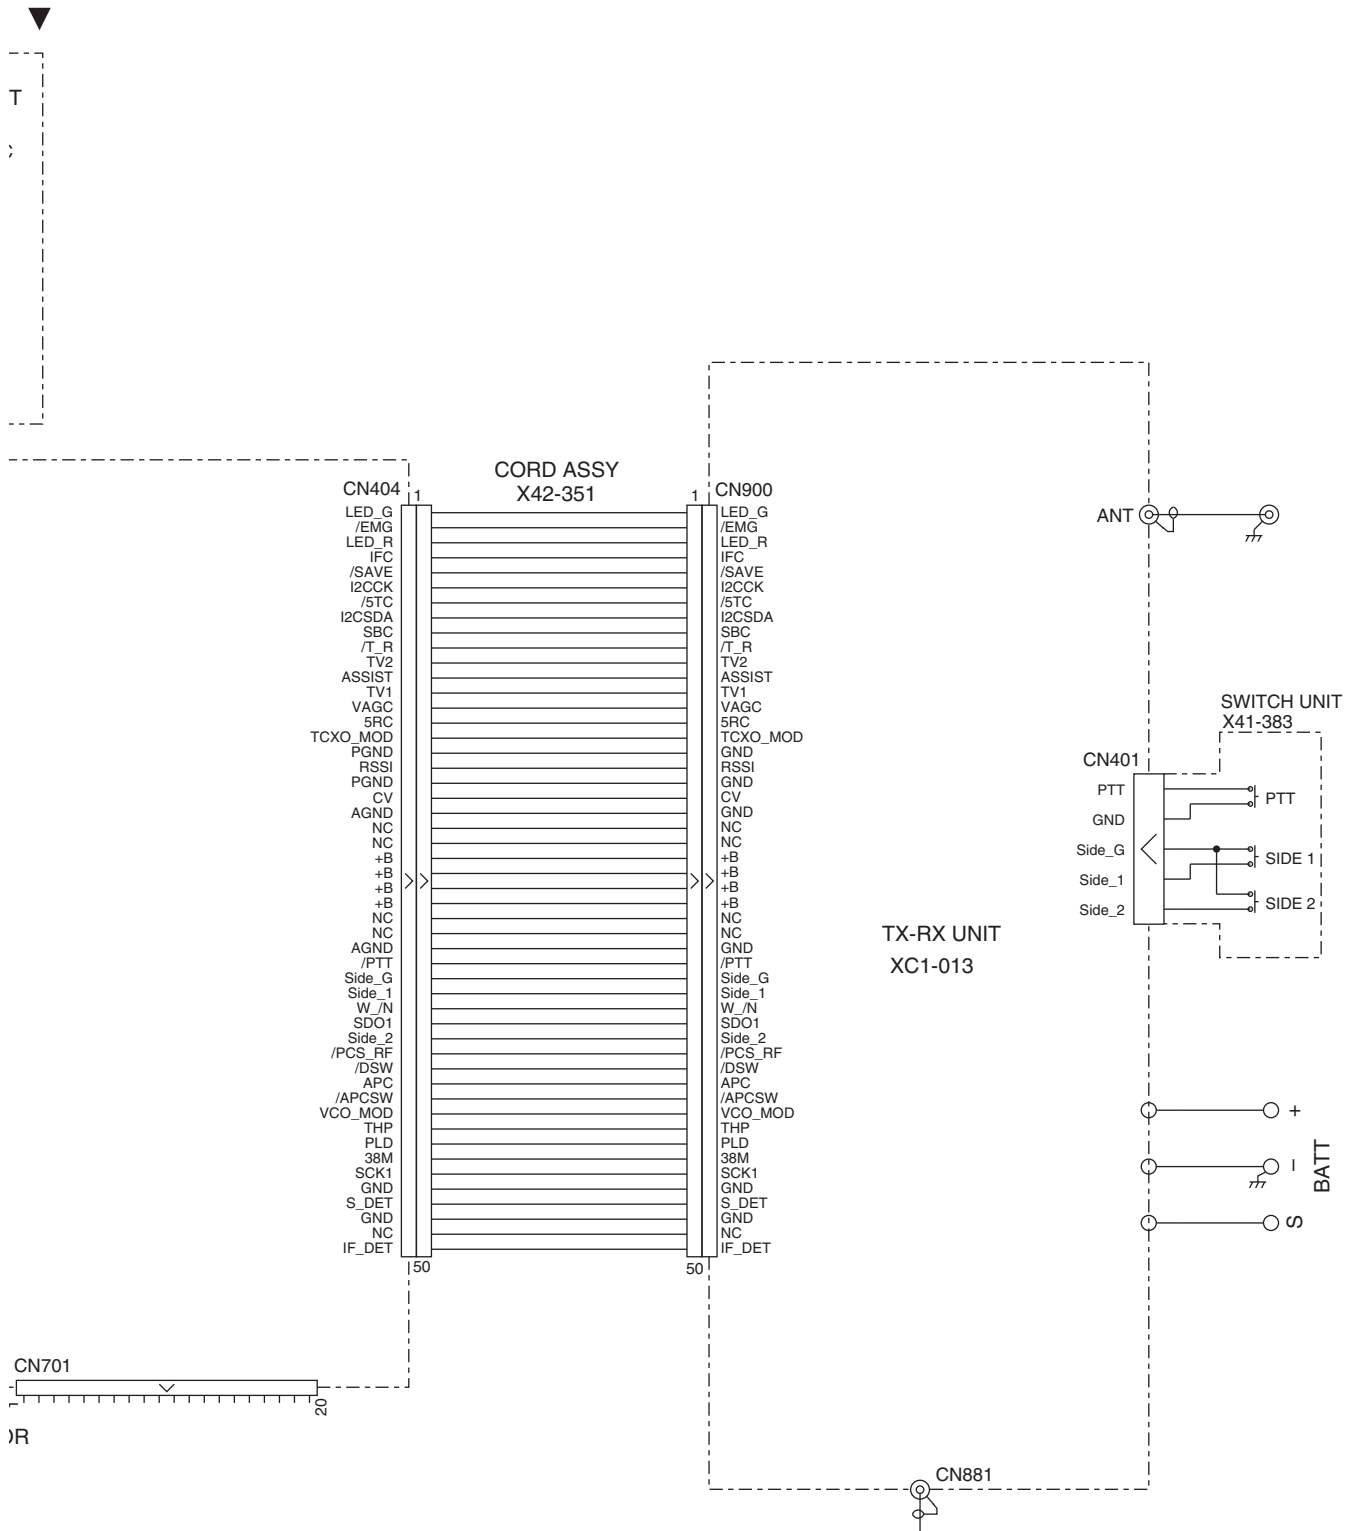 T
CORD ASSY
X42-351
CN404
1
1
CN900
LED_G
/EMG
LED_R
IFC
/SAVE
I2CCK
/5TC
I2CSDA
SBC
/T_R
TV2
ASSIST
TV1
VAGC
5RC
TCXO_MOD
PGND
RSSI
PGND
CV
AGND
NC
NC
+B
+B
+B
+B
NC
NC
AGND
/PTT
Side_G
Side_1
W_/N
SDO1
Side_2
/PCS_RF
/DSW
APC
/APCSW
VCO_MOD
THP
PLD
38M
SCK1
GND
S_DET
GND
NC
IF_DET
50
LED_G
/EMG
LED_R
IFC
/SAVE
I2CCK
/5TC
I2CSDA
SBC
/T_R
TV2
ASSIST
TV1
VAGC
5RC
TCXO_MOD
GND
RSSI
GND
CV
GND
NC
NC
+B
+B
+B
+B
NC
NC
GND
/PTT
Side_G
Side_1
W_/N
SDO1
Side_2
/PCS_RF
/DSW
APC
/APCSW
VCO_MOD
THP
PLD
38M
SCK1
GND
S_DET
GND
NC
IF_DET
50
TX-RX UNIT
XC1-013
ANT
SWITCH UNIT
X41-383
CN401
PTT
GND
Side_G
Side_1
Side_2
PTT
SIDE 1
SIDE 2
+
–
S
BATT
CN701
20
CN881